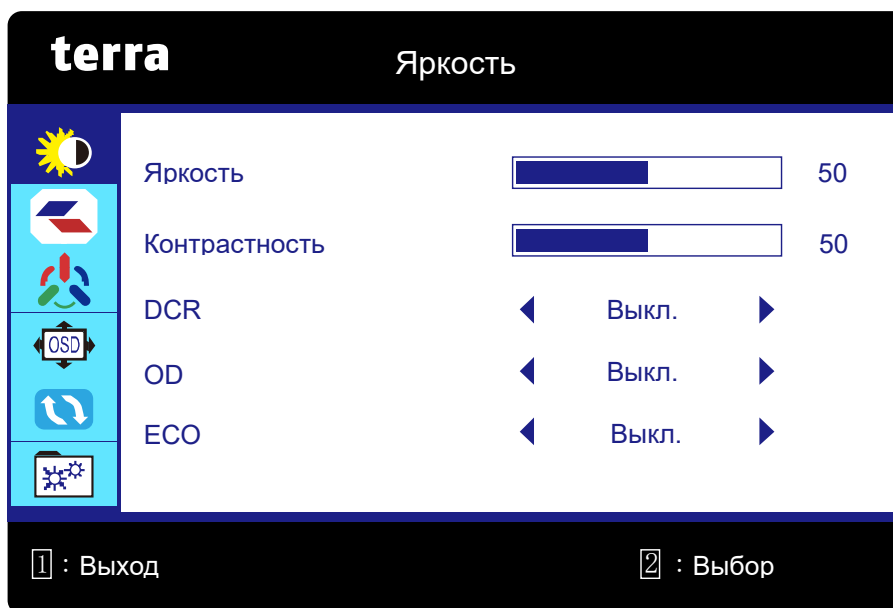 terra
Яркость
Яркость 50
Контрастность 50
DCR Выкл.
OD Выкл.
OSD
ECO Выкл.
1 : Выход 2 : Выбор